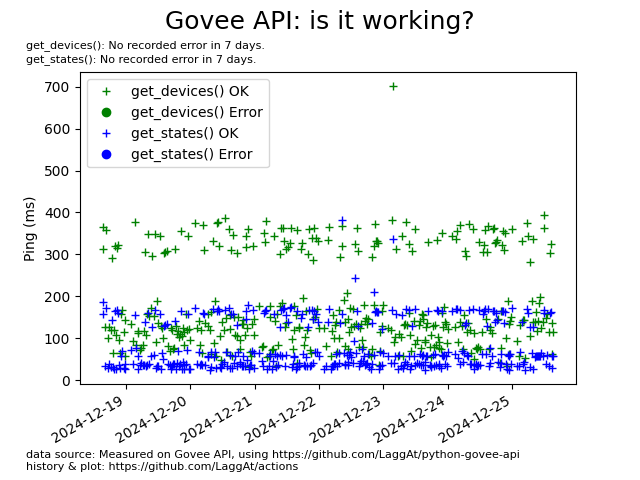 Govee API: is it working?
get_devices(): No recorded error in 7 days.
get_states(): No recorded error in 7 days.
get_devices() OK
get_devices() Error
get_states() OK
get_states() Error
Ping (ms)
700
600
500
400
300
200
100
0
2024-12-19
2024-12-20
2024-12-21
2024-12-22
2024-12-23
2024-12-24
2024-12-25
data source: Measured on Govee API, using https://github.com/LaggAt/python-govee-api
history & plot: https://github.com/LaggAt/actions